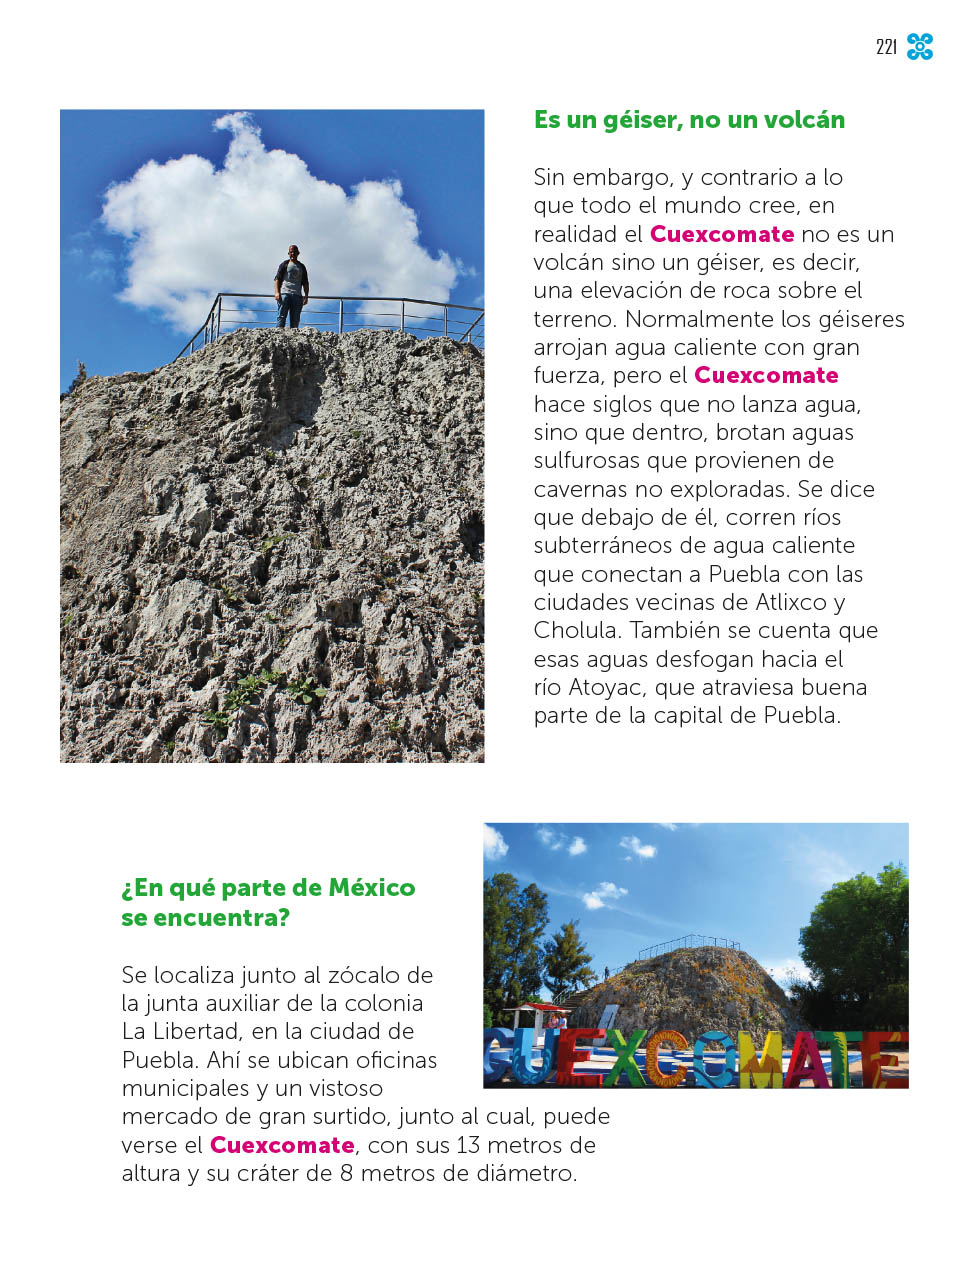 221
Es un géiser, no un volcán
Sin embargo, y contrario a lo
que todo el mundo cree, en
realidad el Cuexcomate no es un
volcán sino un géiser, es decir,
una elevación de roca sobre el
terreno. Normalmente los géiseres
arrojan agua caliente con gran
fuerza, pero el Cuexcomate
hace siglos que no lanza agua,
sino que dentro, brotan aguas
sulfurosas que provienen de
cavernas no exploradas. Se dice
que debajo de él, corren ríos
subterráneos de agua caliente
que conectan a Puebla con las
ciudades vecinas de Atlixco y
Cholula. También se cuenta que
esas aguas desfogan hacia el
río Atoyac, que atraviesa buena
parte de la capital de Puebla.
¿En qué parte de México
se encuentra?
Se localiza junto al zócalo de
la junta auxiliar de la colonia
La Libertad, en la ciudad de
Puebla. Ahí se ubican oficinas
municipales y un vistoso
mercado de gran surtido, junto al cual, puede
verse el Cuexcomate, con sus 13 metros de
altura y su cráter de 8 metros de diámetro.
CUEXCOMATE